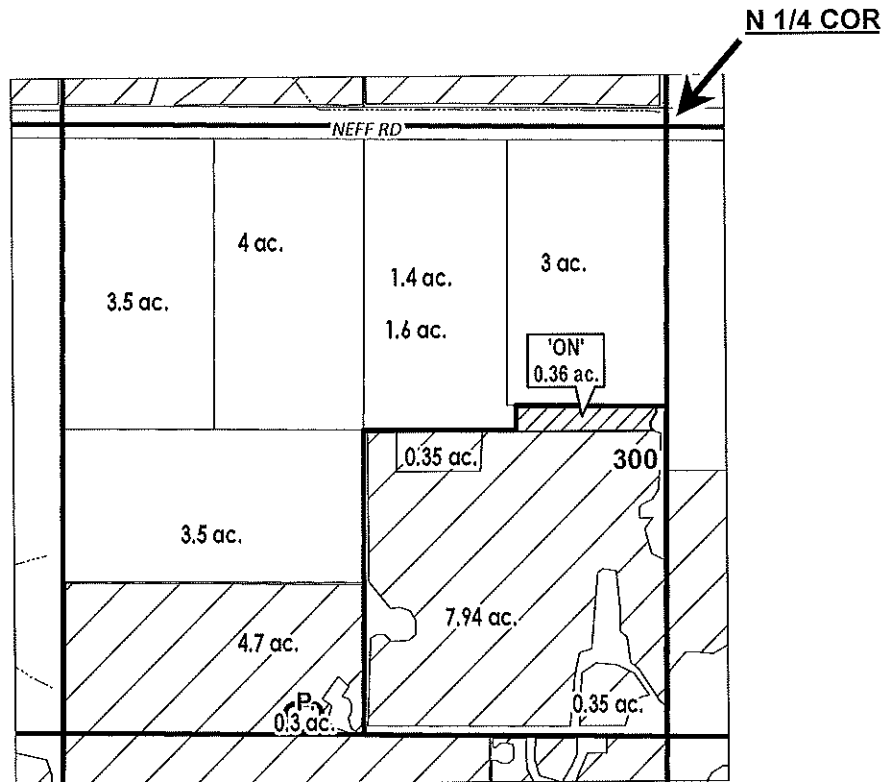 N 1/4 COR
NEFF RD
4 ac.
3 ac.
1.4 ac.
3.5 ac.
1.6 ac.
'ON'
0.36 ac.
0.35 ac.
300
3.5 ac.
7.94 ac.
4.7 ac.
P
0.3 ac.
0.35 ac.